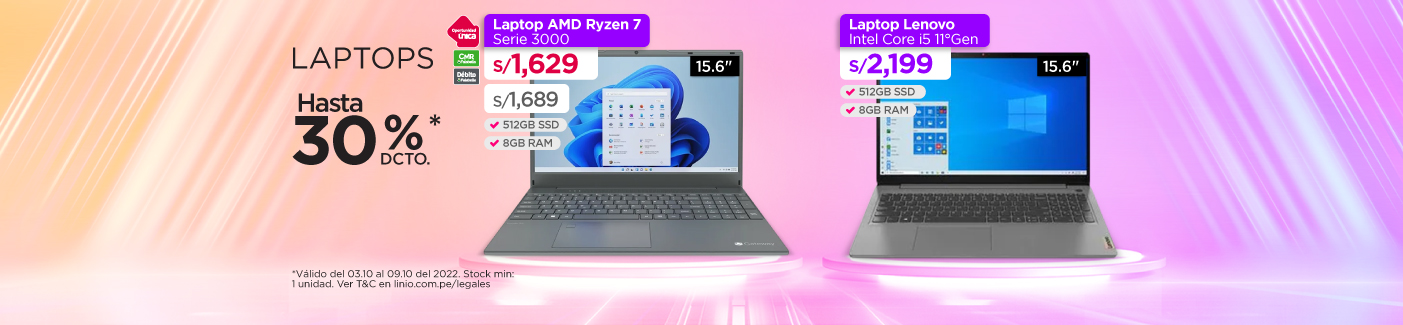 LAPTOPS
Hasta
30%*
DCTO.
*Válido del 03.10 al 09.10 del 2022. Stock min:
1 unidad. Ver T&C en linio.com.pe/legales
Oportunidad
única
CMR
Falabella
Débito
Falabella
Laptop AMD Ryzen 7
Serie 3000
S/1,629
S/1,689
512GB SSD
8GB RAM
15.6"
Gateway
Laptop Lenovo
Intel Core i5 11°Gen
S/2,199
512GB SSD
8GB RAM
15.6"